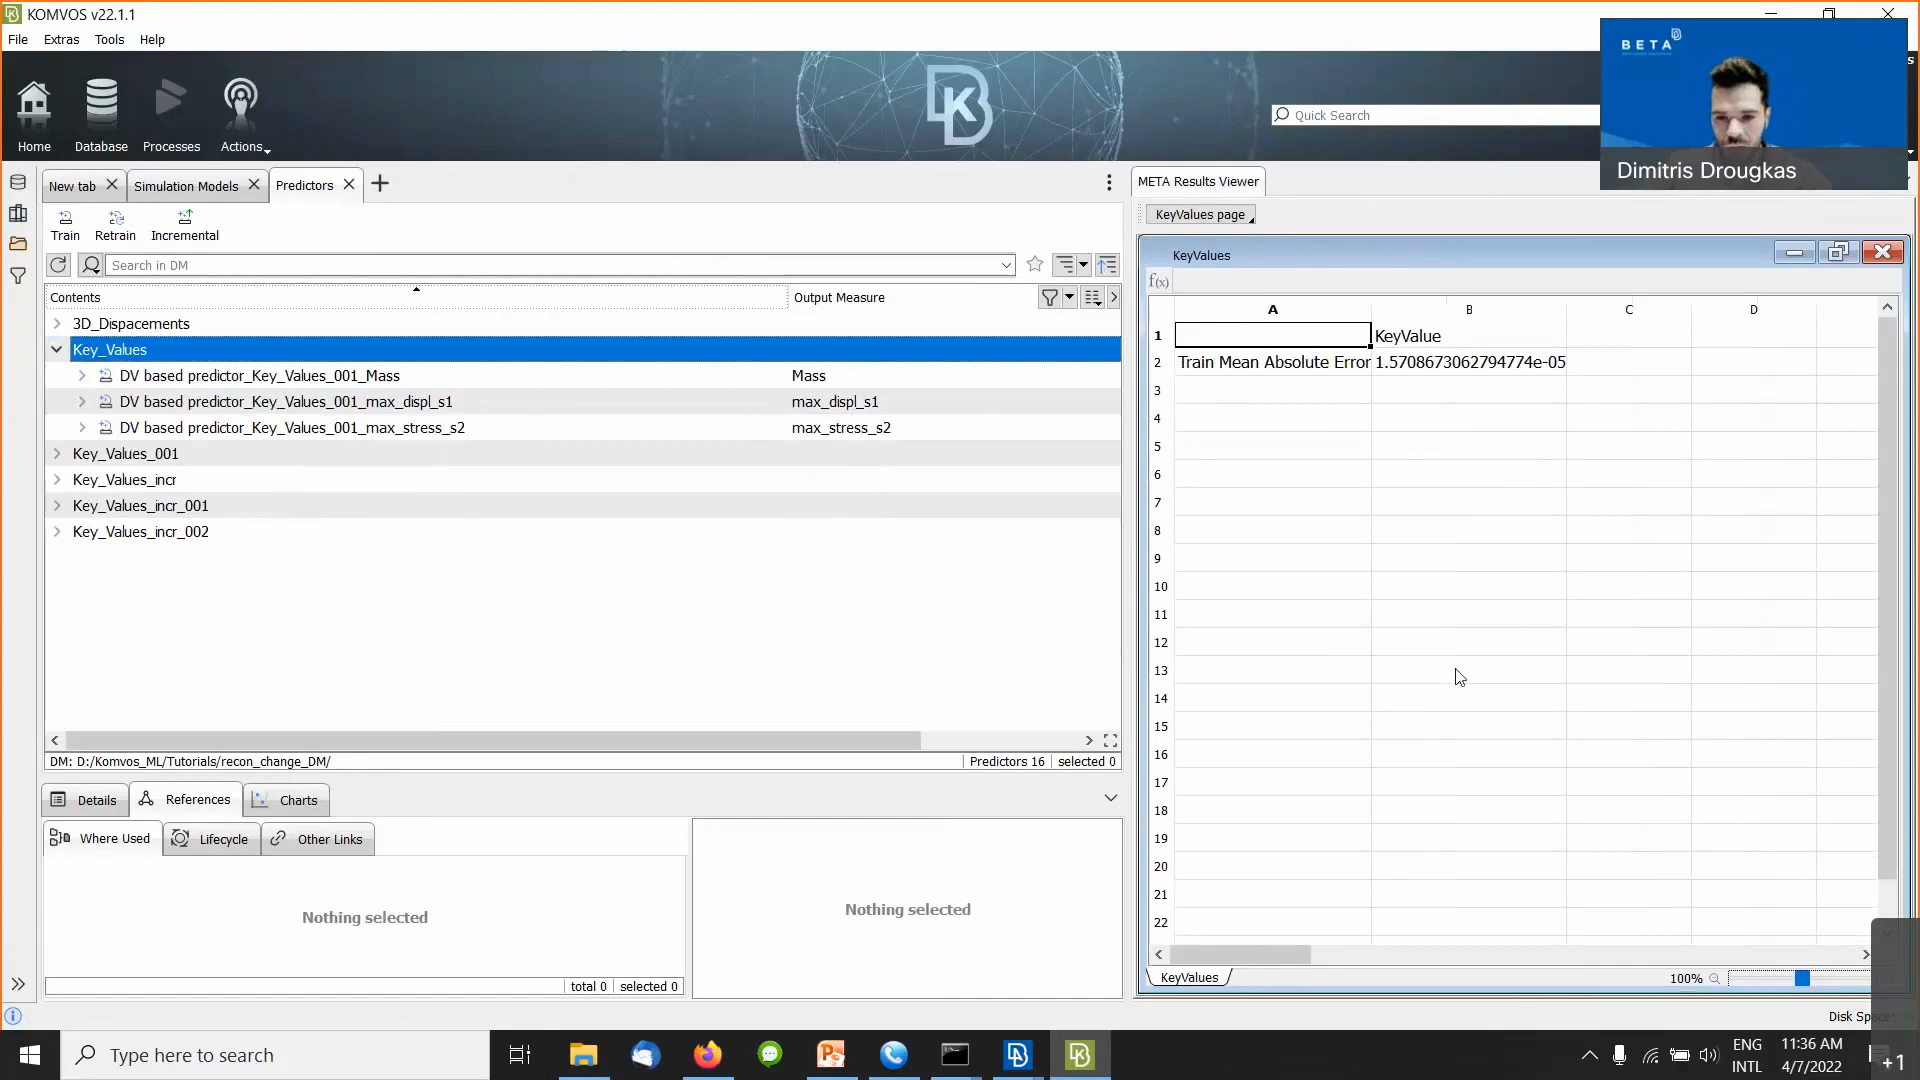 KOMVOS v22.1.1
File Extras Tools Help
BETA
Home Database Processes Actions
Quick Search
Dimitris Drougkas
New tab Simulation Models Predictors
META Results Viewer
Train Retrain Incremental
KeyValues page
Search in DM
KeyValues
f(x)
Contents Output Measure
A B C D
3D_Dispacements
1 KeyValue
Key_Values
2 Train Mean Absolute Error 1.5708673062794774e-05
DV based predictor_Key_Values_001_Mass Mass
3
DV based predictor_Key_Values_001_max_displ_s1 max_displ_s1
4
DV based predictor_Key_Values_001_max_stress_s2 max_stress_s2
5
Key_Values_001
6
Key_Values_incr
7
Key_Values_incr_001
8
Key_Values_incr_002
9
10
11
12
13
14
15
16
DM: D:/Komvos_ML/Tutorials/recon_change_DM/ Predictors 16 selected 0
17
Details References Charts
18
Where Used Lifecycle Other Links
19
20
21
Nothing selected Nothing selected
22
KeyValues 100%
total 0 selected 0
Type here to search
ENG 11:36 AM
INTL 4/7/2022
+1